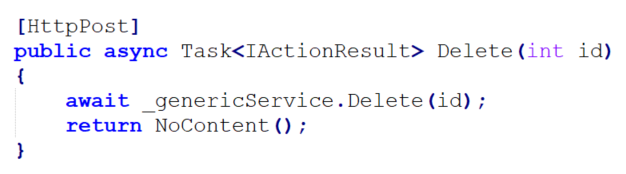 [HttpPost]
public async Task<IActionResult> Delete(int id)
{
    await _genericService.Delete(id);
    return NoContent();
}